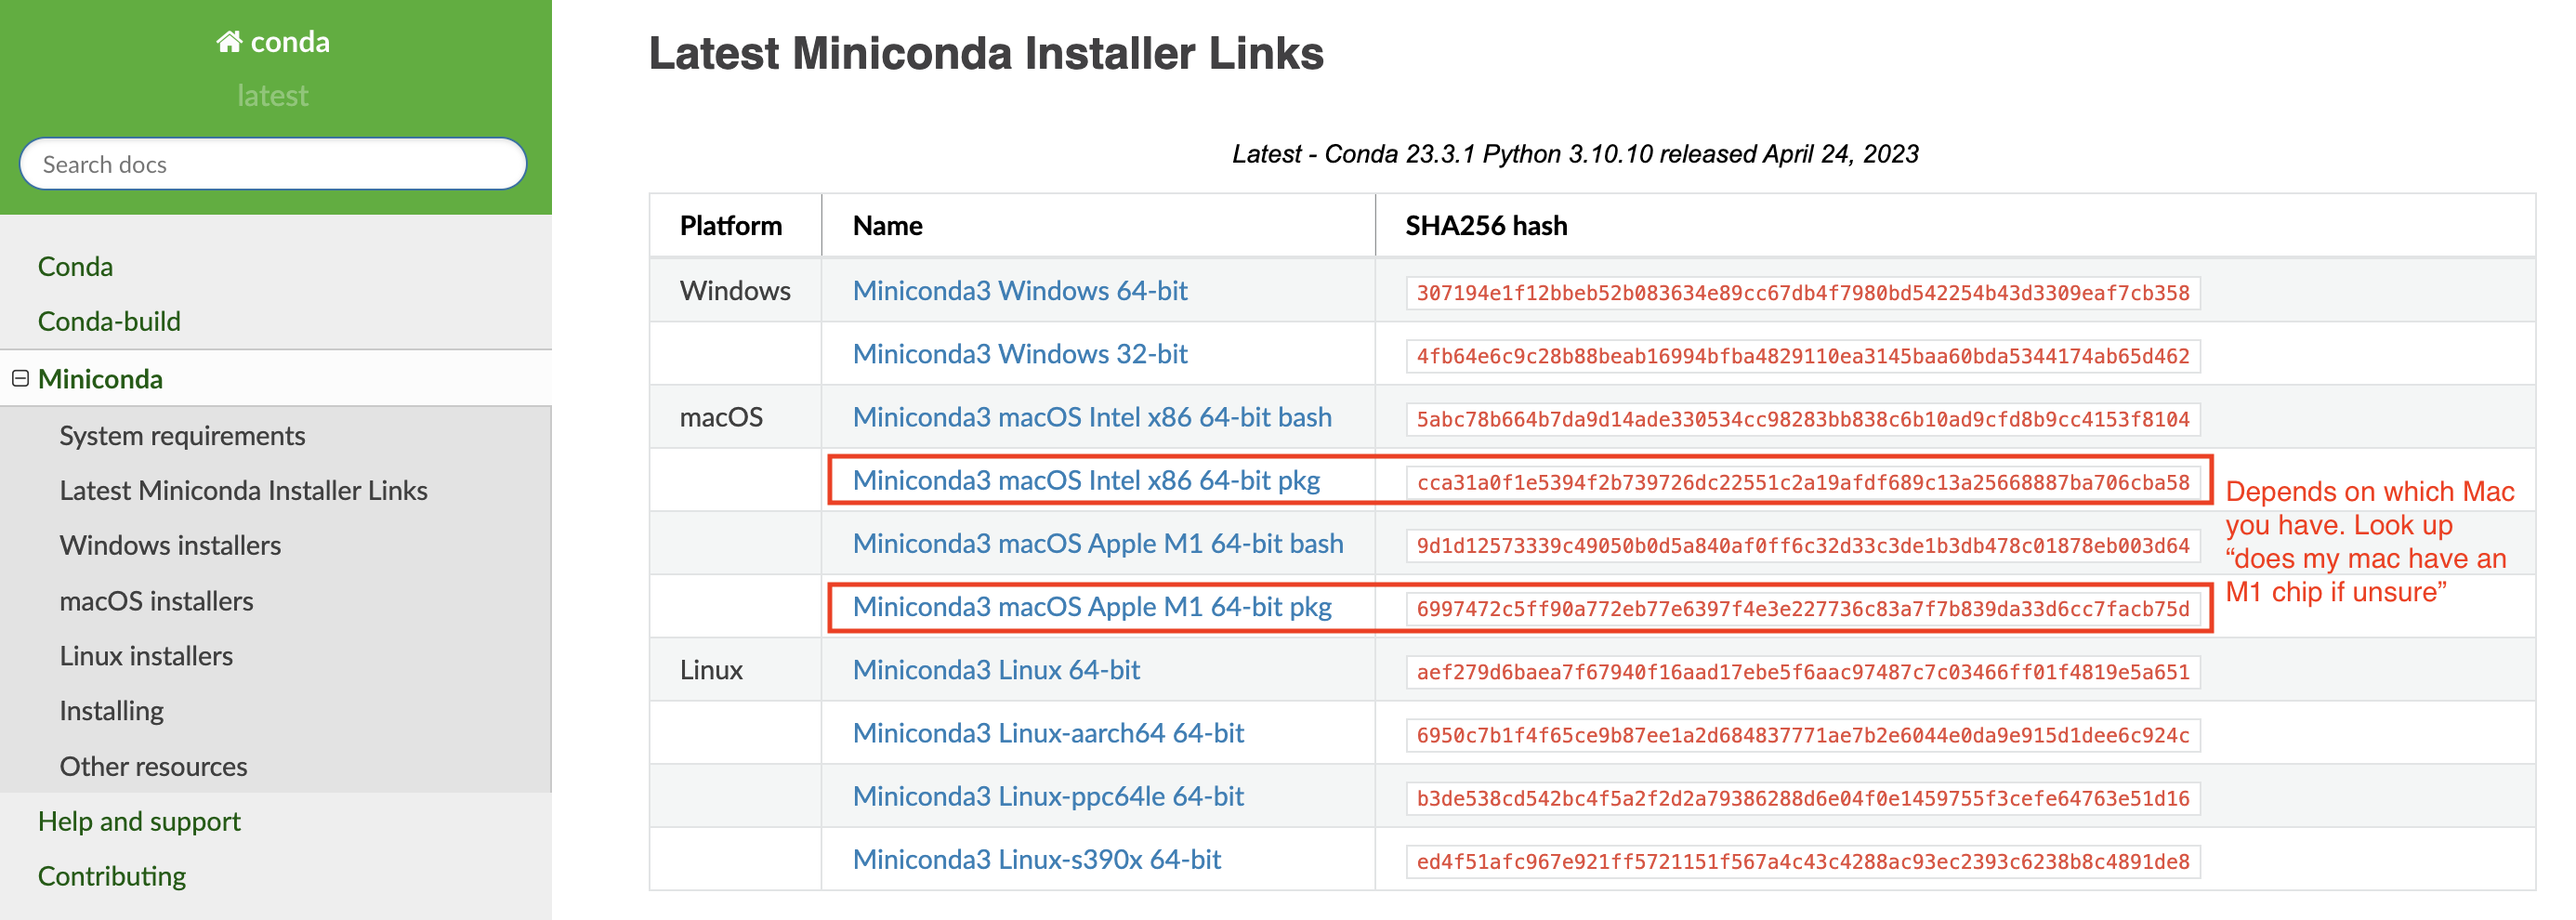 conda
latest
Search docs
Conda
Conda-build
Miniconda
System requirements
Latest Miniconda Installer Links
Windows installers
macOS installers
Linux installers
Installing
Other resources
Help and support
Contributing
Latest Miniconda Installer Links
Latest - Conda 23.3.1 Python 3.10.10 released April 24, 2023
Platform Name SHA256 hash
Windows Miniconda3 Windows 64-bit 307194e1f12bbeb52b083634e89cc67db4f7980bd542254b43d3309eaf7cb358
Miniconda3 Windows 32-bit 4fb64e6c9c28b88beab16994bfba4829110ea3145baa60bda5344174ab65d462
macOS Miniconda3 macOS Intel x86 64-bit bash 5abc78b664b7da9d14ade330534cc98283bb838c6b10ad9cfd8b9cc4153f8104
Miniconda3 macOS Intel x86 64-bit pkg cca31a0f1e5394f2b739726dc22551c2a19afdf689c13a25668887ba706cba58
Miniconda3 macOS Apple M1 64-bit bash 9d1d12573339c49050b0d5a840af0ff6c32d33c3de1b3db478c01878eb003d64
Miniconda3 macOS Apple M1 64-bit pkg 6997472c5ff90a772eb77e6397f4e3e227736c83a7f7b839da33d6cc7facb75d
Depends on which Mac
you have. Look up
“does my mac have an
M1 chip if unsure”
Linux Miniconda3 Linux 64-bit aef279d6baea7f67940f16aad17ebe5f6aac97487c7c03466ff01f4819e5a651
Miniconda3 Linux-aarch64 64-bit 6950c7b1f4f65ce9b87ee1a2d684837771ae7b2e6044e0da9e915d1dee6c924c
Miniconda3 Linux-ppc64le 64-bit b3de538cd542bc4f5a2f2d2a79386288d6e04f0e1459755f3cefe64763e51d16
Miniconda3 Linux-s390x 64-bit ed4f51afc967e921ff5721151f567a4c43c4288ac93ec2393c6238b8c4891de8